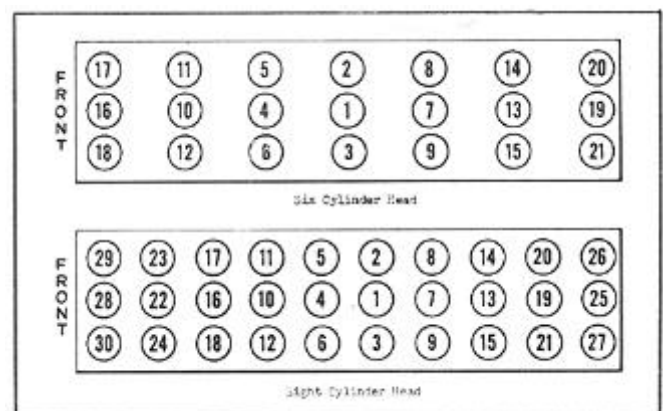 FRONT
17 11 5 2 8 14 20
16 10 4 1 7 13 19
18 12 6 3 9 15 21
Six Cylinder Head
FRONT
29 23 17 11 5 2 8 14 20 26
28 22 16 10 4 1 7 13 19 25
30 24 18 12 6 3 9 15 21 27
Eight Cylinder Head